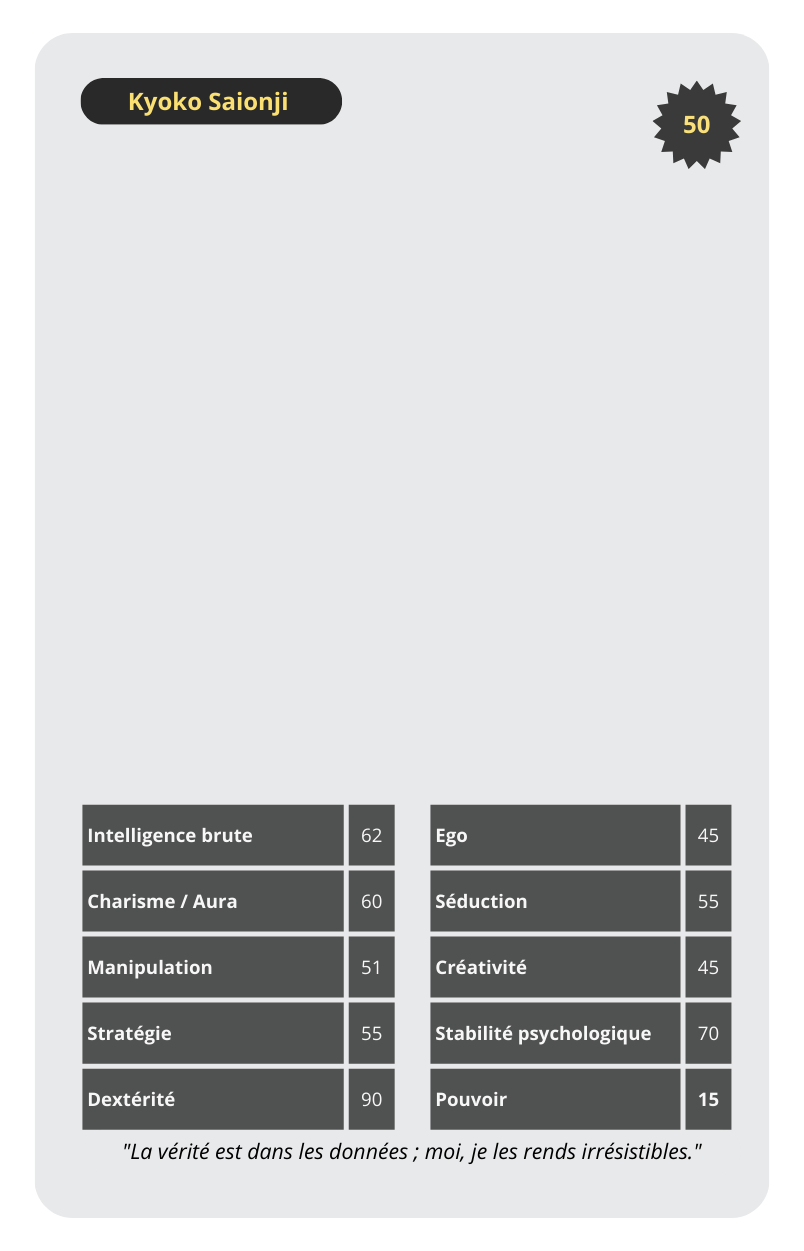 Kyoko Saionji
50
Intelligence brute 62
Charisme / Aura 60
Manipulation 51
Stratégie 55
Dextérité 90
Ego 45
Séduction 55
Créativité 45
Stabilité psychologique 70
Pouvoir 15
"La vérité est dans les données ; moi, je les rends irrésistibles."